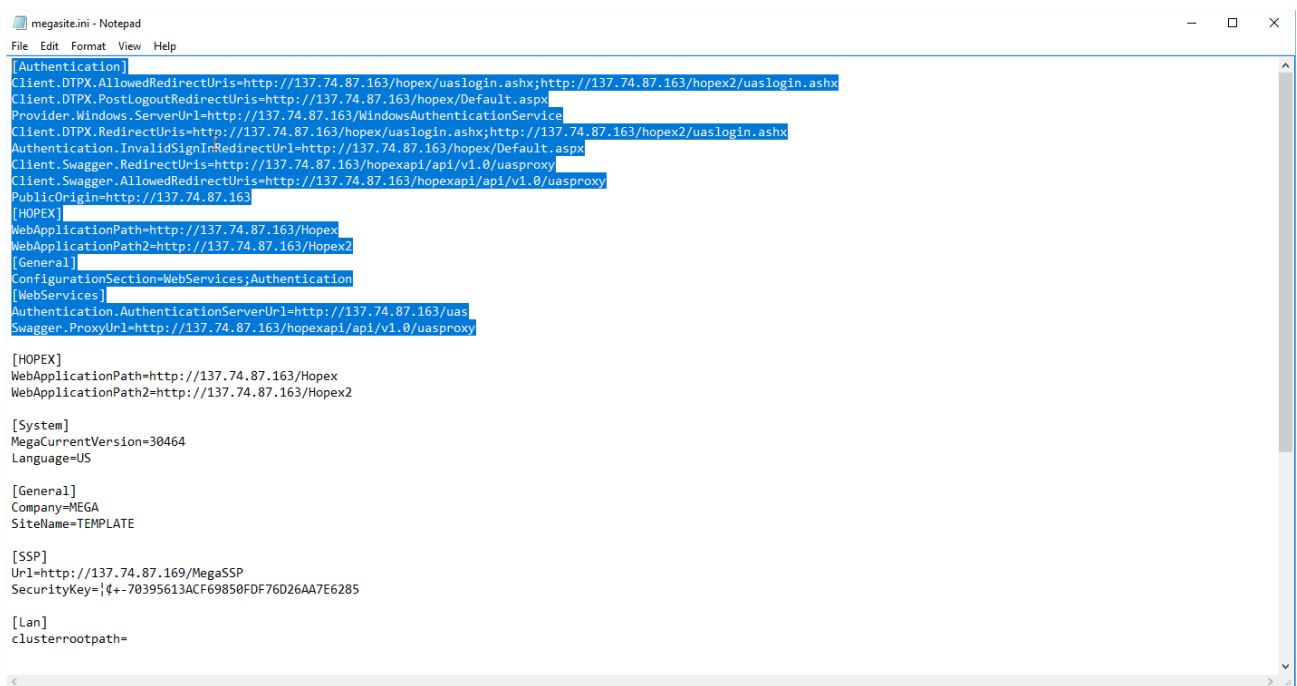 megasite.ini - Notepad
File Edit Format View Help
[Authentication]
Client.DTPX.AllowedRedirectUris=http://137.74.87.163/hopex/uaslogin.ashx;http://137.74.87.163/hopex2/uaslogin.ashx
Client.DTPX.PostLogoutRedirectUris=http://137.74.87.163/hopex/Default.aspx
Provider.Windows.ServerUrl=http://137.74.87.163/WindowsAuthenticationService
Client.DTPX.RedirectUris=http://137.74.87.163/hopex/uaslogin.ashx;http://137.74.87.163/hopex2/uaslogin.ashx
Authentication.InvalidSignInRedirectUrl=http://137.74.87.163/hopex/Default.aspx
Client.Swagger.RedirectUris=http://137.74.87.163/hopexapi/api/v1.0/uasproxy
Client.Swagger.AllowedRedirectUris=http://137.74.87.163/hopexapi/api/v1.0/uasproxy
PublicOrigin=http://137.74.87.163
[HOPEX]
WebApplicationPath=http://137.74.87.163/Hopex
WebApplicationPath2=http://137.74.87.163/Hopex2
[General]
ConfigurationSection=WebServices;Authentication
[WebServices]
Authentication.AuthenticationServerUrl=http://137.74.87.163/uas
Swagger.ProxyUrl=http://137.74.87.163/hopexapi/api/v1.0/uasproxy
[HOPEX]
WebApplicationPath=http://137.74.87.163/Hopex
WebApplicationPath2=http://137.74.87.163/Hopex2
[System]
MegaCurrentVersion=30464
Language=US
[General]
Company=MEGA
SiteName=TEMPLATE
[SSP]
Url=http://137.74.87.169/MegaSSP
SecurityKey=¦¢+-70395613ACF69850FDF76D26AA7E6285
[Lan]
clusterrootpath=